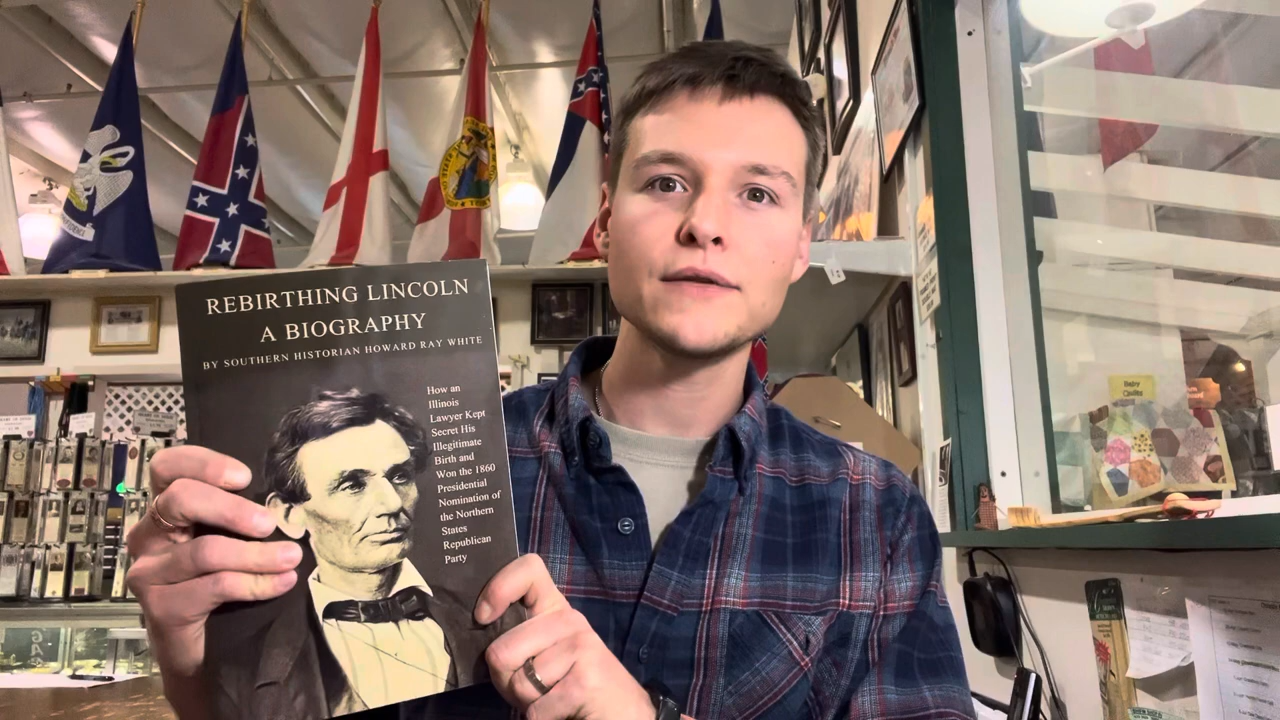 REBIRTHING LINCOLN
A BIOGRAPHY
BY SOUTHERN HISTORIAN HOWARD RAY WHITE
How an
Illinois
Lawyer Kept
Secret His
Illegitimate
Birth and
Won the 1860
Presidential
Nomination of
the Northern
States
Republican
Party
Baby
Quilts